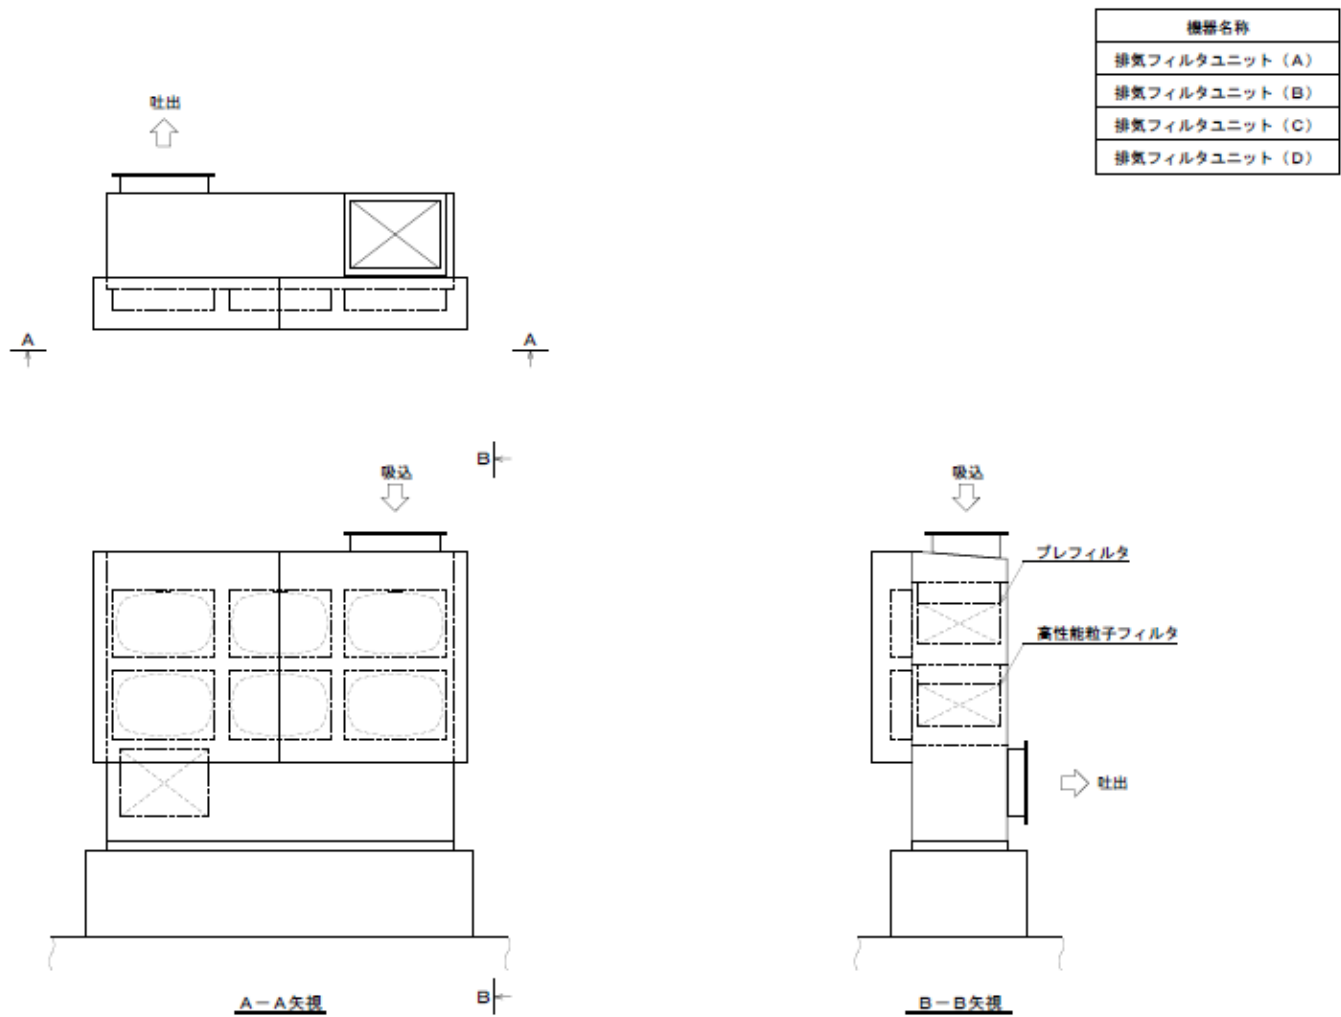 機器名称
排気フィルタユニット（A）
排気フィルタユニット（B）
排気フィルタユニット（C）
排気フィルタユニット（D）
吐出
A
A
B
吸込
吸込
プレフィルタ
高性能粒子フィルタ
吐出
B
A－A矢視
B－B矢視